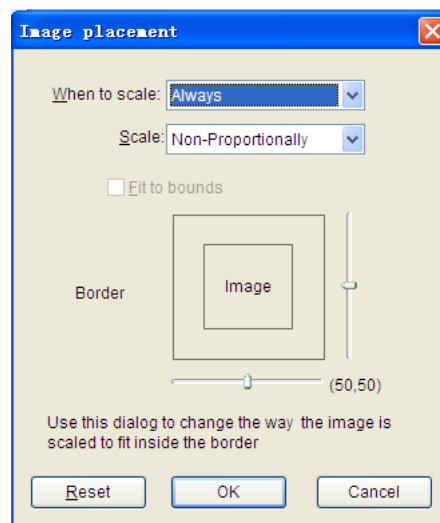 Image placement
When to scale: Always
Scale: Non-Proportionally
Fit to bounds
Border
Image
(50,50)
Use this dialog to change the way the image is
scaled to fit inside the border
Reset OK Cancel